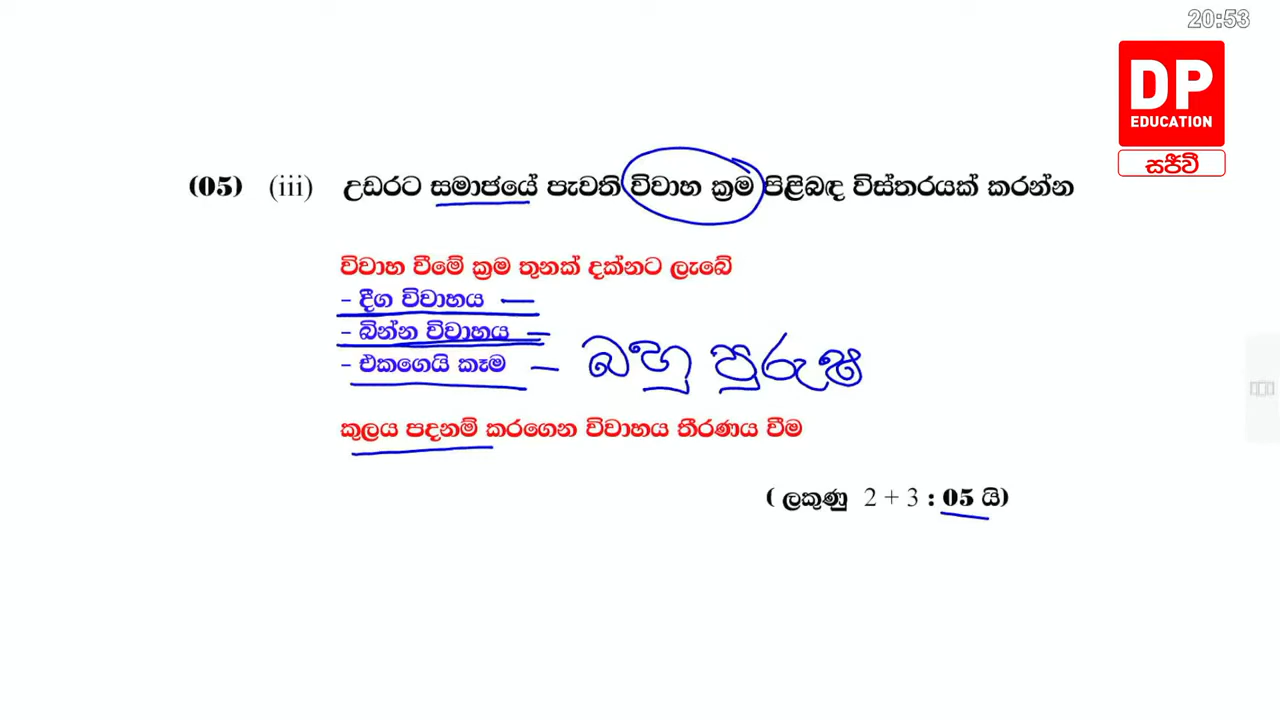 20:53
DP
EDUCATION
සජීවී
(05) (iii) උඩරට සමාජයේ පැවති විවාහ ක්‍රම පිළිබඳ විස්තරයක් කරන්න
විවාහ වීමේ ක්‍රම තුනක් දක්නට ලැබේ
- දීග විවාහය
- බින්න විවාහය
- එකගෙයි කෑම බහු පුරුෂ
කුලය පදනම් කරගෙන විවාහය තීරණය වීම
( ලකුණු 2 + 3 : 05 යි)